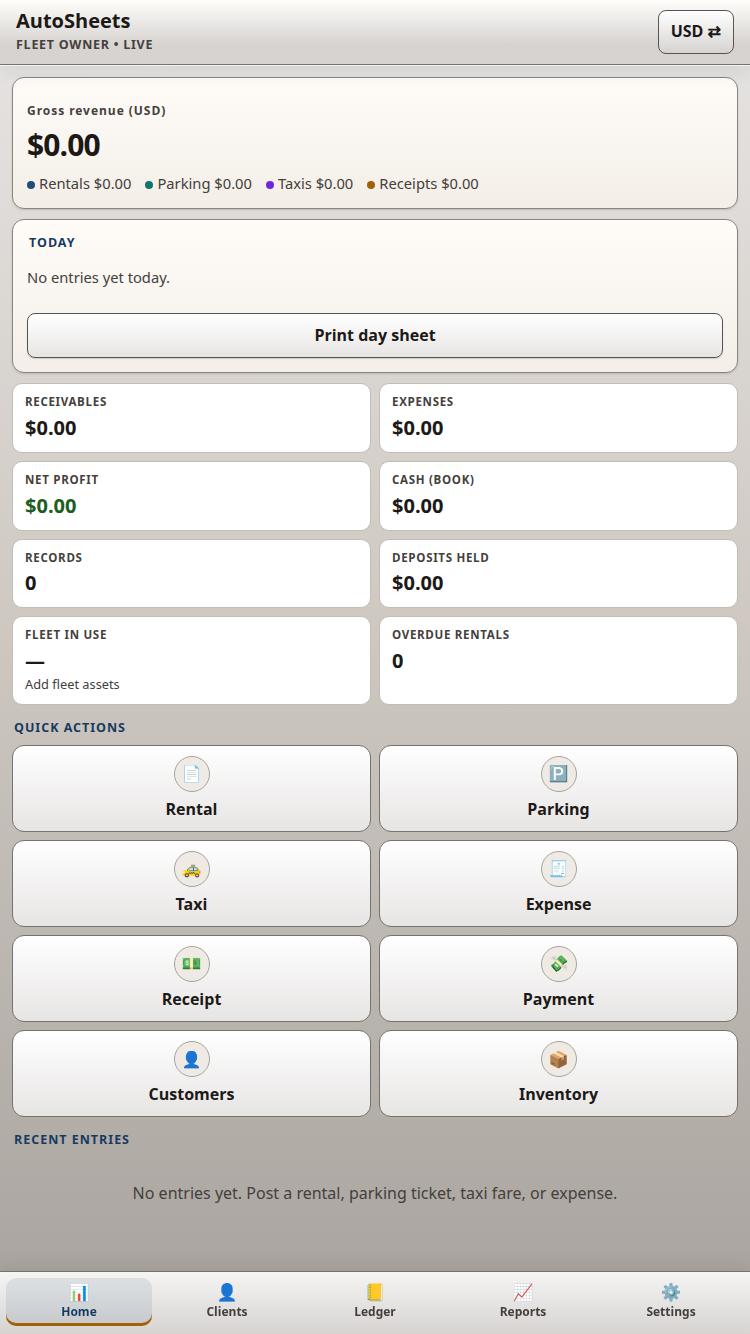 AutoSheets
FLEET OWNER • LIVE
USD ⇄
Gross revenue (USD)
$0.00
Rentals $0.00 Parking $0.00 Taxis $0.00 Receipts $0.00
TODAY
No entries yet today.
Print day sheet
RECEIVABLES
$0.00
EXPENSES
$0.00
NET PROFIT
$0.00
CASH (BOOK)
$0.00
RECORDS
0
DEPOSITS HELD
$0.00
FLEET IN USE
—
Add fleet assets
OVERDUE RENTALS
0
QUICK ACTIONS
Rental
Parking
Taxi
Expense
Receipt
Payment
Customers
Inventory
RECENT ENTRIES
No entries yet. Post a rental, parking ticket, taxi fare, or expense.
Home
Clients
Ledger
Reports
Settings